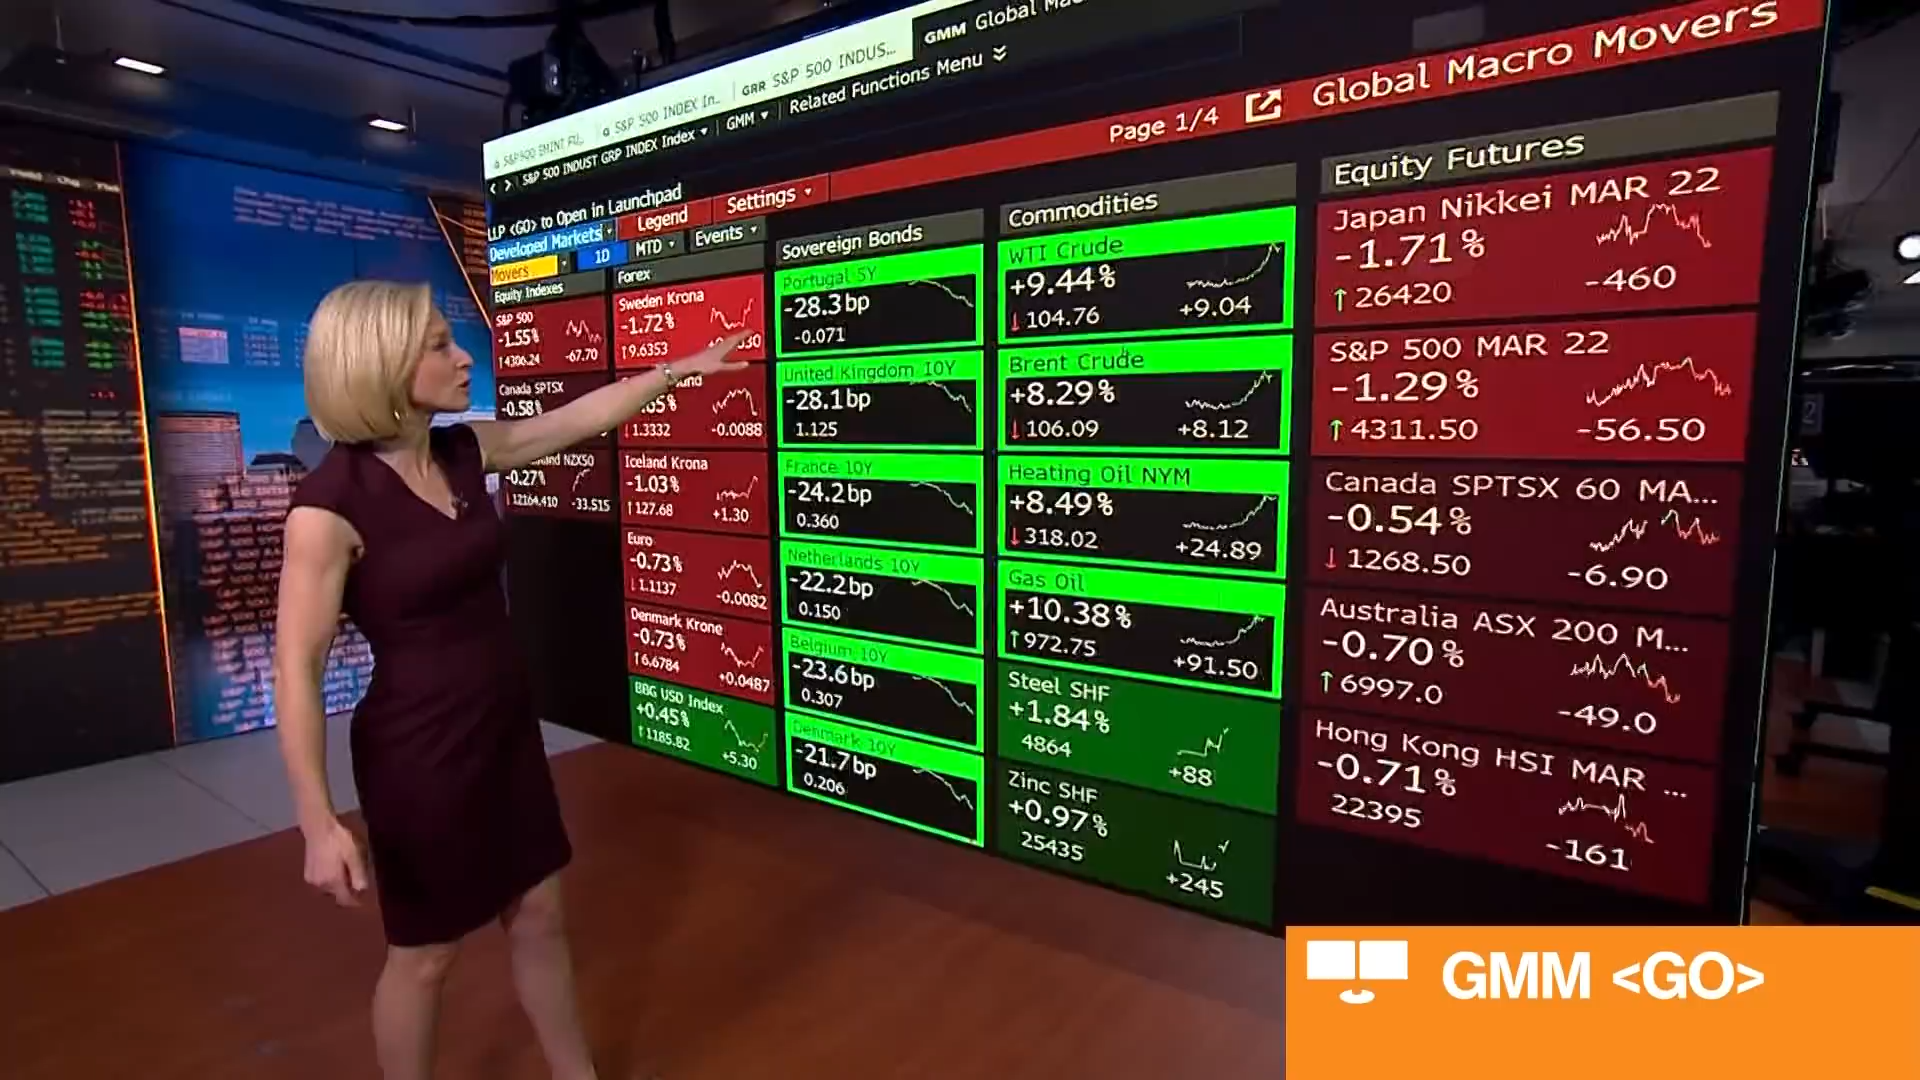 GMM Global Mac
GRR S&P 500 INDUS...
S&P 500 INDEX In...
S&P500 EMINI FU...
S&P 500 INDUST GRP INDEX Index
GMM
Related Functions Menu
<GO> to Open in Launchpad
Legend
Settings
Page 1/4
Global Macro Movers
Developed Markets
Movers
1D
MTD
Events
Equity Indexes
S&P 500
-1.55%
↑4306.24 -67.70
Canada SPTSX
-0.58%
NZX50
-0.27%
↓12164.410 -33.515
Forex
Sweden Krona
-1.72%
↑9.6353
↓1.3332 -0.0088
Iceland Krona
-1.03%
↑127.68 +1.30
Euro
-0.73%
↓1.1137 -0.0082
Denmark Krone
-0.73%
↑6.6784 +0.0487
BBG USD Index
+0.45%
↑1185.82 +5.30
Sovereign Bonds
Portugal 5Y
-28.3bp
-0.071
United Kingdom 10Y
-28.1bp
1.125
France 10Y
-24.2bp
0.360
Netherlands 10Y
-22.2bp
0.150
Belgium 10Y
-23.6bp
0.307
Denmark 10Y
-21.7bp
0.206
Commodities
WTI Crude
+9.44%
↓104.76 +9.04
Brent Crude
+8.29%
↓106.09 +8.12
Heating Oil NYM
+8.49%
↓318.02 +24.89
Gas Oil
+10.38%
↑972.75 +91.50
Steel SHF
+1.84%
4864 +88
Zinc SHF
+0.97%
25435 +245
Equity Futures
Japan Nikkei MAR 22
-1.71%
↑26420 -460
S&P 500 MAR 22
-1.29%
↑4311.50 -56.50
Canada SPTSX 60 MA...
-0.54%
↓1268.50 -6.90
Australia ASX 200 M...
-0.70%
↑6997.0 -49.0
Hong Kong HSI MAR ...
-0.71%
22395 -161
GMM <GO>